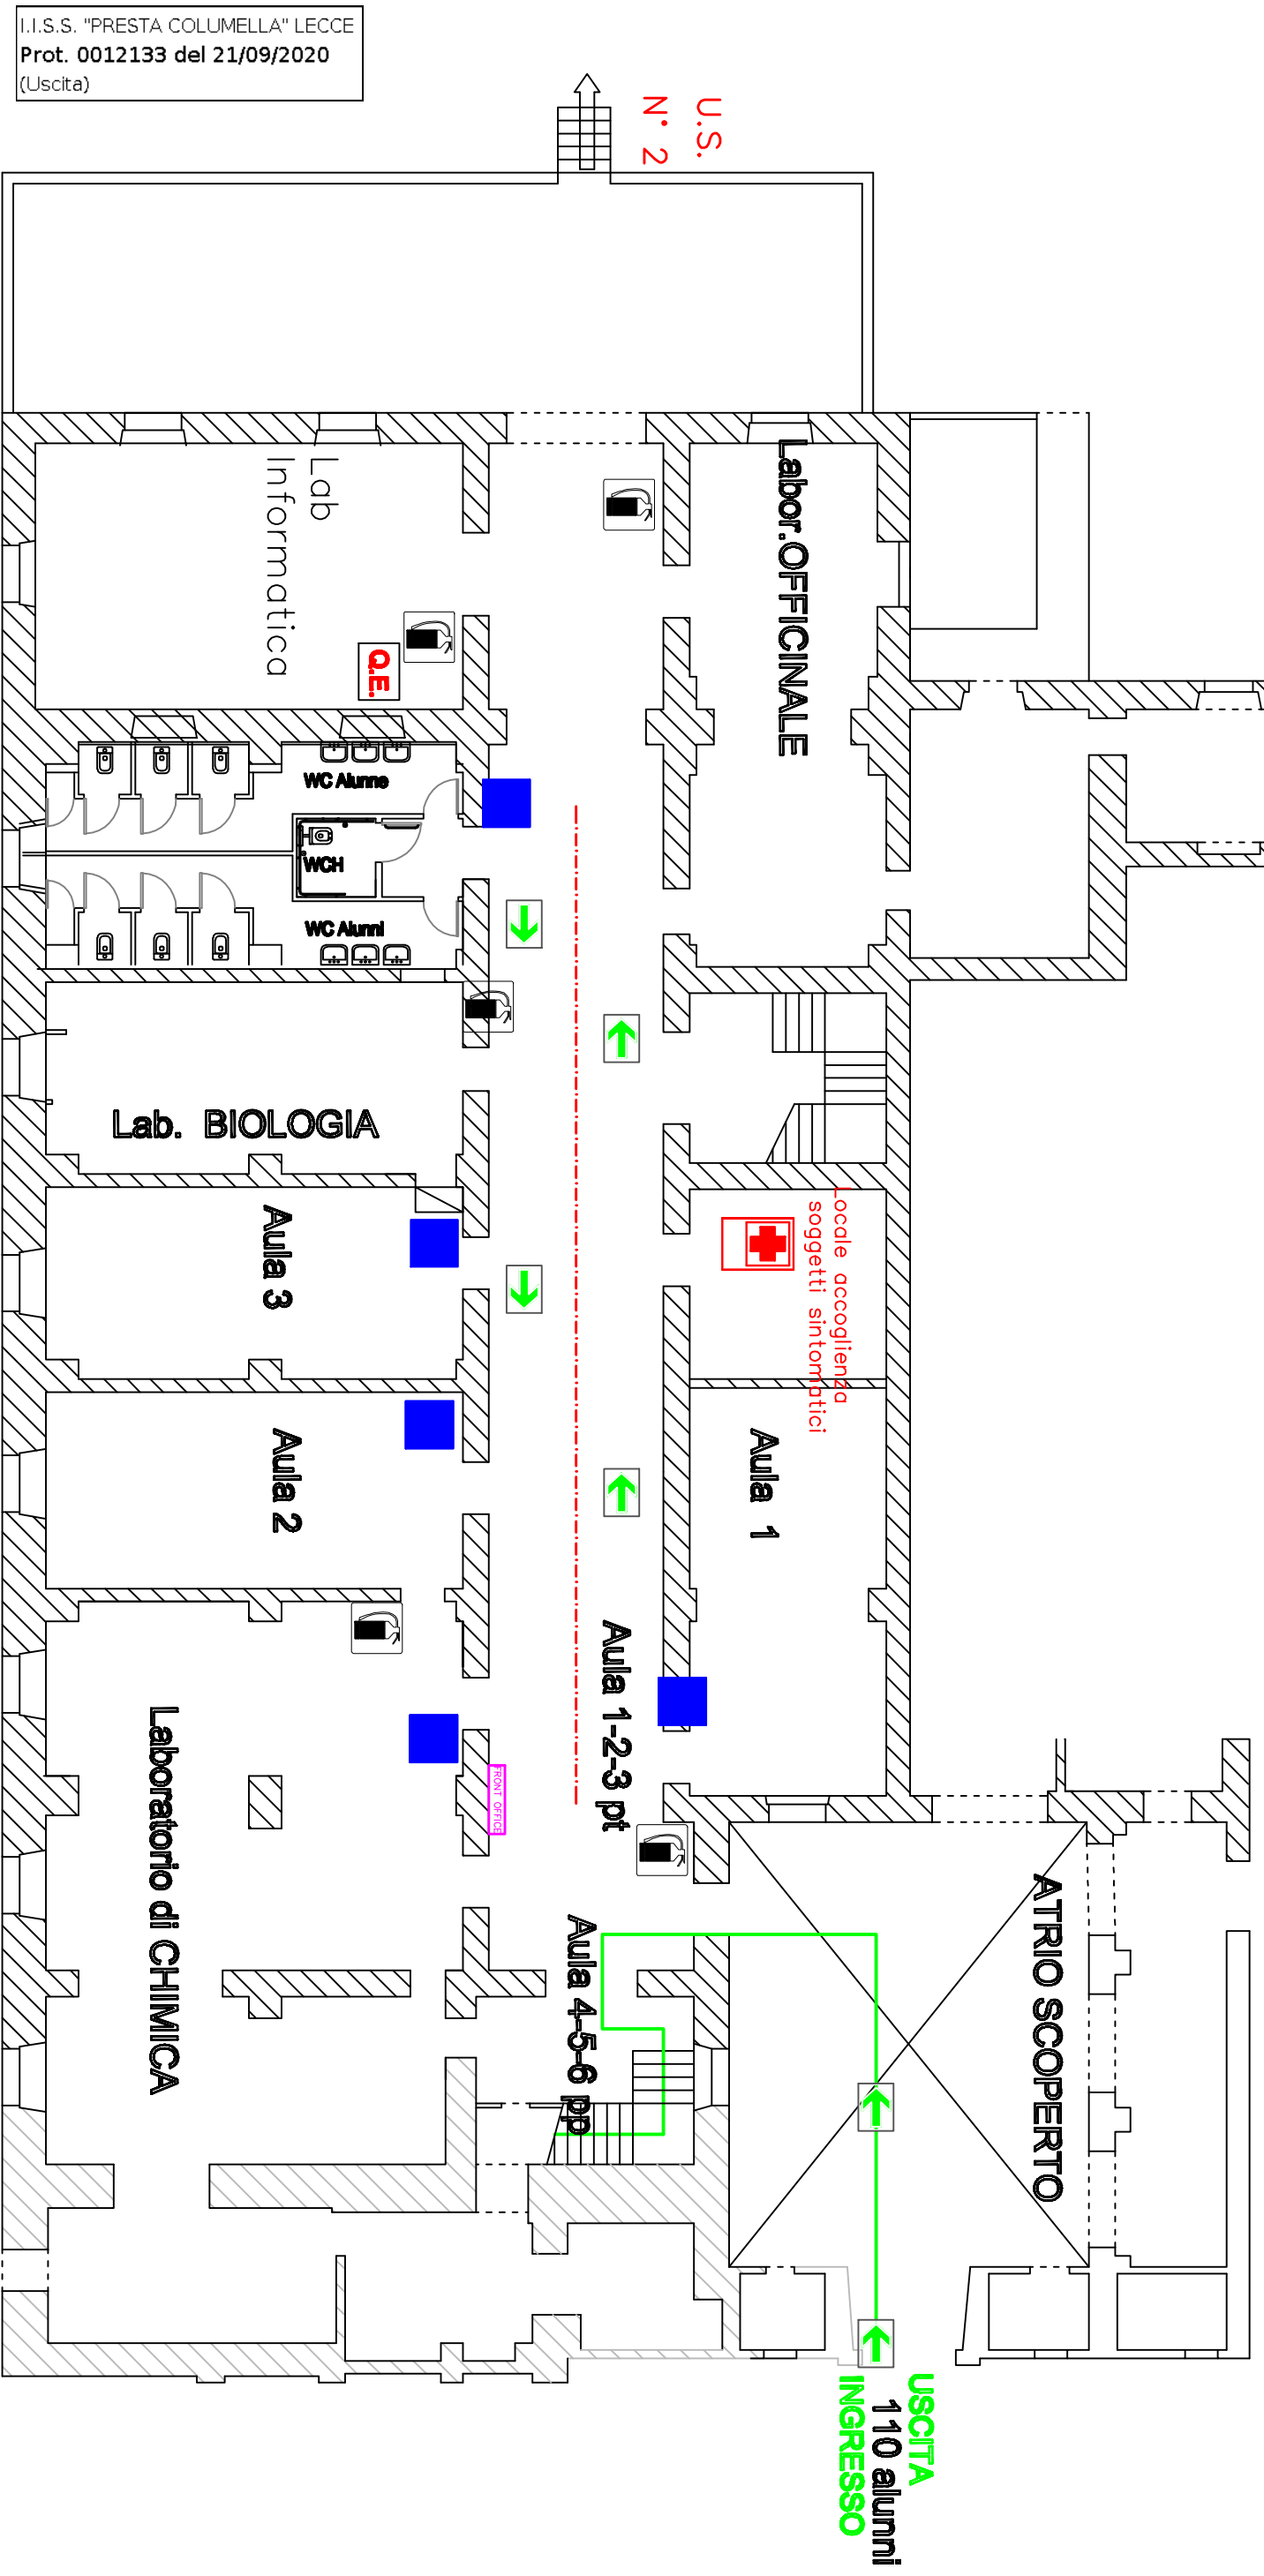 I.I.S.S. "PRESTA COLUMELLA" LECCE
Prot. 0012133 del 21/09/2020
(Uscita)
U.S.
N° 2
Lab
Informatica
Labor.OFFICINALE
Q.E.
WC Alunne
WCH
WC Alunni
Lab. BIOLOGIA
Locale accoglienza
soggetti sintomatici
Aula 3
Aula 2
Aula 1
Aula 1-2-3 pt
FRONT OFFICE
Laboratorio di CHIMICA
Aula 4-5-6 pp
ATRIO SCOPERTO
USCITA
110 alunni
INGRESSO